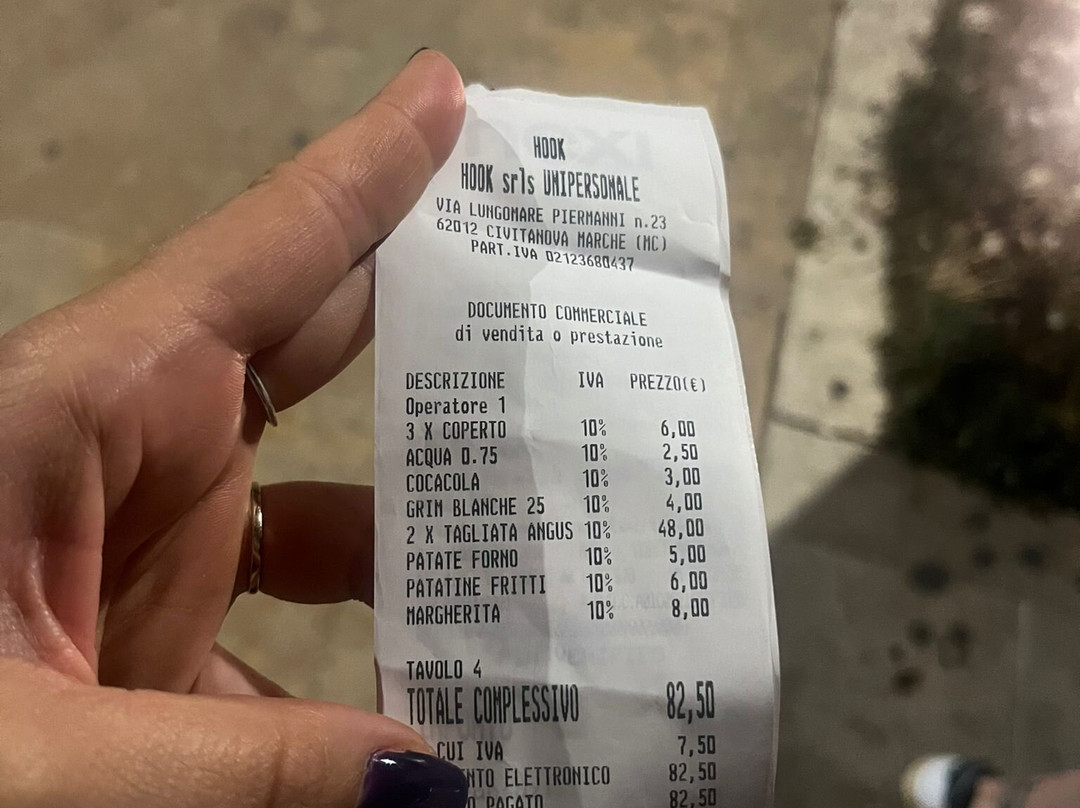 HOOK
HOOK srls UNIPERSONALE
VIA LUNGOMARE PIERMANNI n.23
62012 CIVITANOVA MARCHE (MC)
PART.IVA 02123680437
DOCUMENTO COMMERCIALE
di vendita o prestazione
DESCRIZIONE IVA PREZZO(€)
Operatore 1
3 X COPERTO 10% 6,00
ACQUA 0.75 10% 2,50
COCACOLA 10% 3,00
GRIM BLANCHE 25 10% 4,00
2 X TAGLIATA ANGUS 10% 48,00
PATATE FORNO 10% 5,00
PATATINE FRITTI 10% 6,00
MARGHERITA 10% 8,00
TAVOLO 4
TOTALE COMPLESSIVO 82,50
CUI IVA 7,50
ELETTRONICO 82,50
PAGATO 82,50